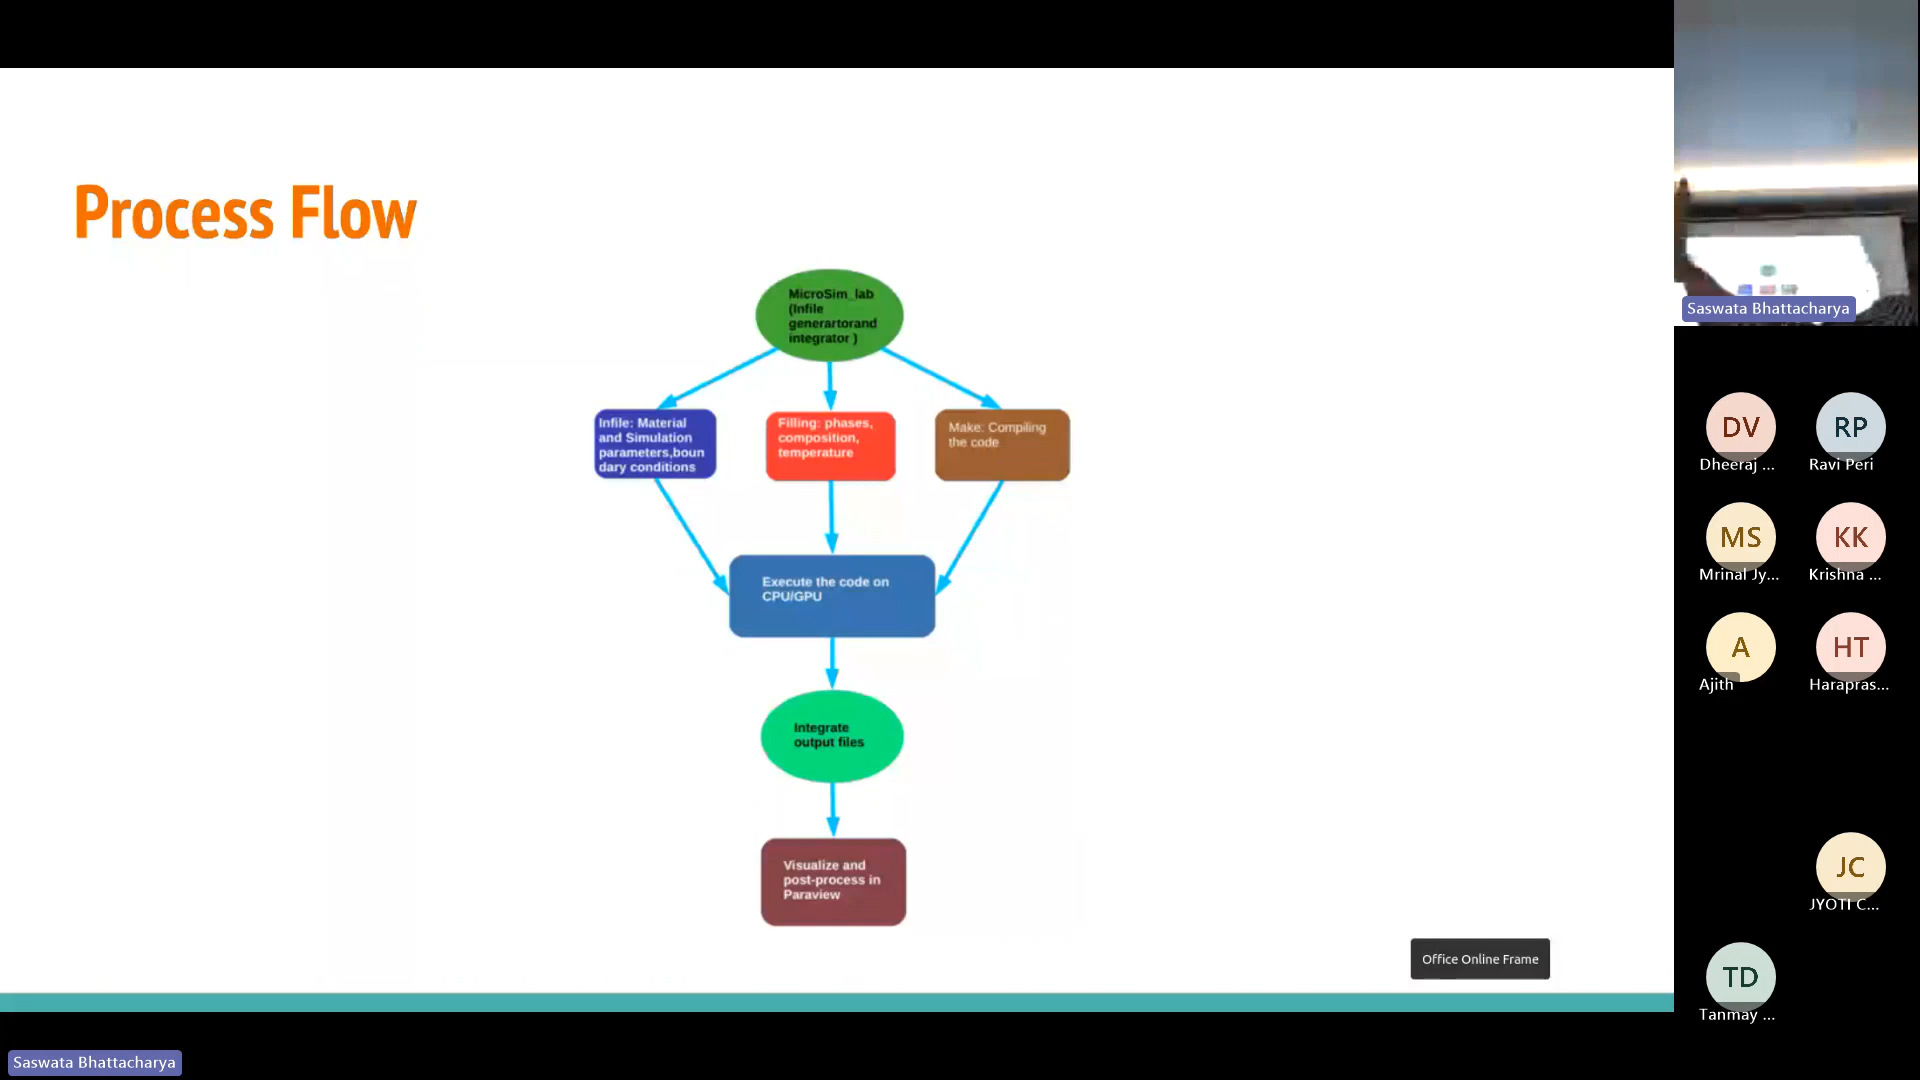 Process Flow
MicroSim_lab
(Infile
generartorand
integrator )
Infile: Material
and Simulation
parameters,boun
dary conditions
Filling: phases,
composition,
temperature
Make: Compiling
the code
Execute the code on
CPU/GPU
Integrate
output files
Visualize and
post-process in
Paraview
Office Online Frame
Saswata Bhattacharya
Saswata Bhattacharya
DV
Dheeraj ...
RP
Ravi Peri
MS
Mrinal Jy...
KK
Krishna ...
A
Ajith
HT
Harapras...
JC
JYOTI C...
TD
Tanmay ...